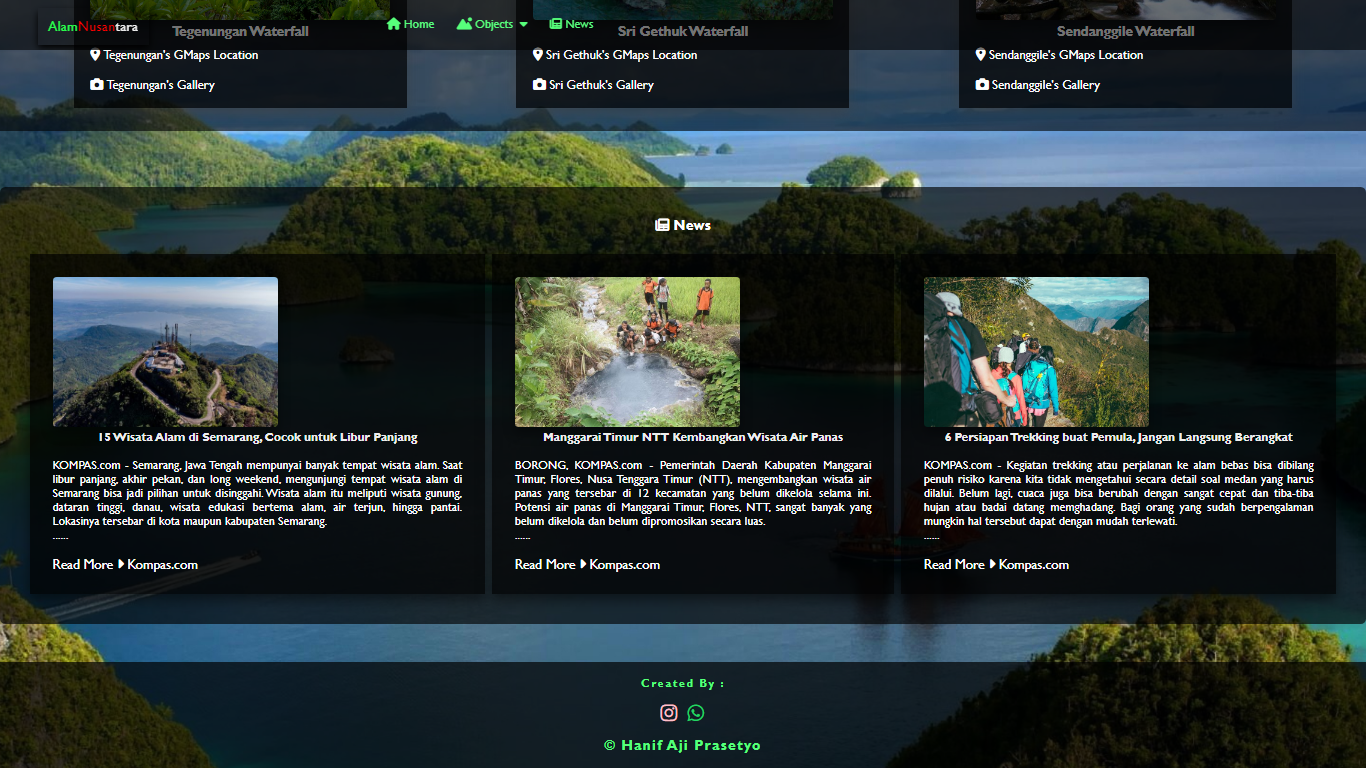 AlamNusantara
Home
Objects
News
Tegenungan Waterfall
Sri Gethuk Waterfall
Sendanggile Waterfall
Tegenungan's GMaps Location
Sri Gethuk's GMaps Location
Sendanggile's GMaps Location
Tegenungan's Gallery
Sri Gethuk's Gallery
Sendanggile's Gallery
News
15 Wisata Alam di Semarang, Cocok untuk Libur Panjang
KOMPAS.com - Semarang, Jawa Tengah mempunyai banyak tempat wisata alam. Saat
libur panjang, akhir pekan, dan long weekend, mengunjungi tempat wisata alam di
Semarang bisa jadi pilihan untuk disinggahi. Wisata alam itu meliputi wisata gunung,
dataran tinggi, danau, wisata edukasi bertema alam, air terjun, hingga pantai.
Lokasinya tersebar di kota maupun kabupaten Semarang.
......
Read More Kompas.com
Manggarai Timur NTT Kembangkan Wisata Air Panas
BORONG, KOMPAS.com - Pemerintah Daerah Kabupaten Manggarai
Timur, Flores, Nusa Tenggara Timur (NTT), mengembangkan wisata air
panas yang tersebar di 12 kecamatan yang belum dikelola selama ini.
Potensi air panas di Manggarai Timur, Flores, NTT, sangat banyak yang
belum dikelola dan belum dipromosikan secara luas.
......
Read More Kompas.com
6 Persiapan Trekking buat Pemula, Jangan Langsung Berangkat
KOMPAS.com - Kegiatan trekking atau perjalanan ke alam bebas bisa dibilang
penuh risiko karena kita tidak mengetahui secara detail soal medan yang harus
dilalui. Belum lagi, cuaca juga bisa berubah dengan sangat cepat dan tiba-tiba
hujan atau badai datang memghadang. Bagi orang yang sudah berpengalaman
mungkin hal tersebut dapat dengan mudah terlewati.
......
Read More Kompas.com
Created By :
© Hanif Aji Prasetyo